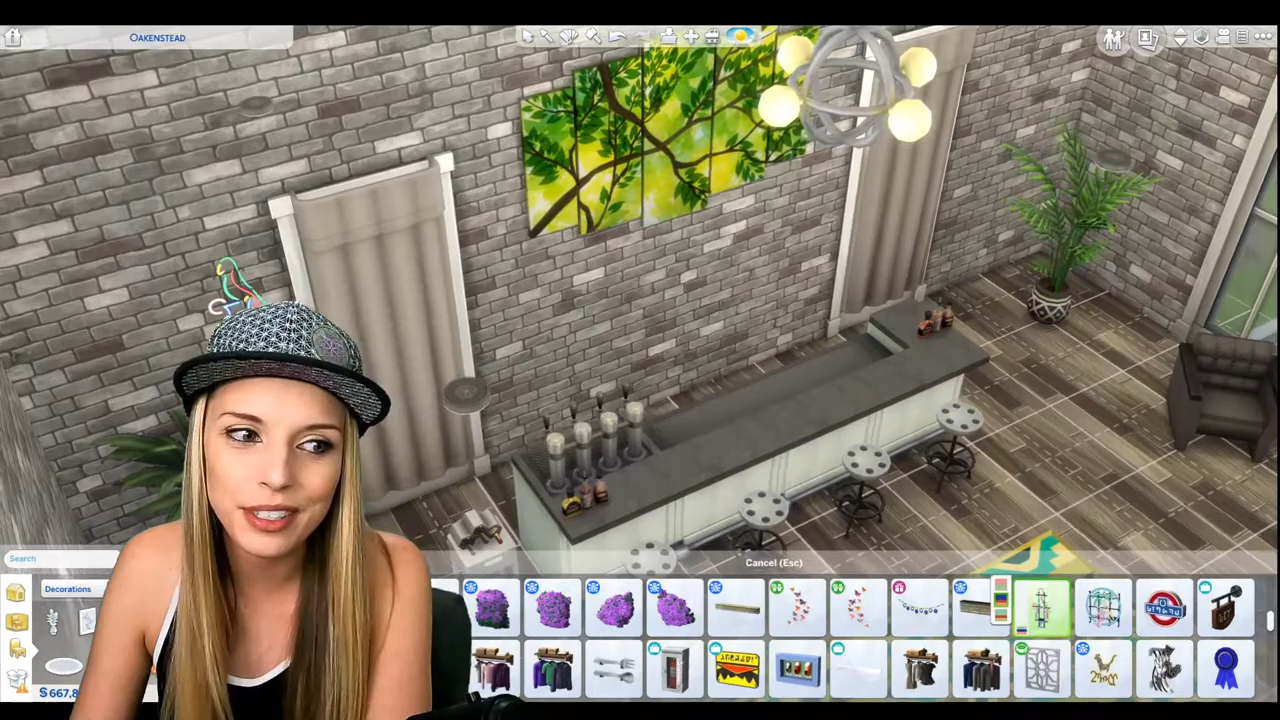 OAKENSTEAD
Search
Cancel (Esc)
Decorations
§667,8